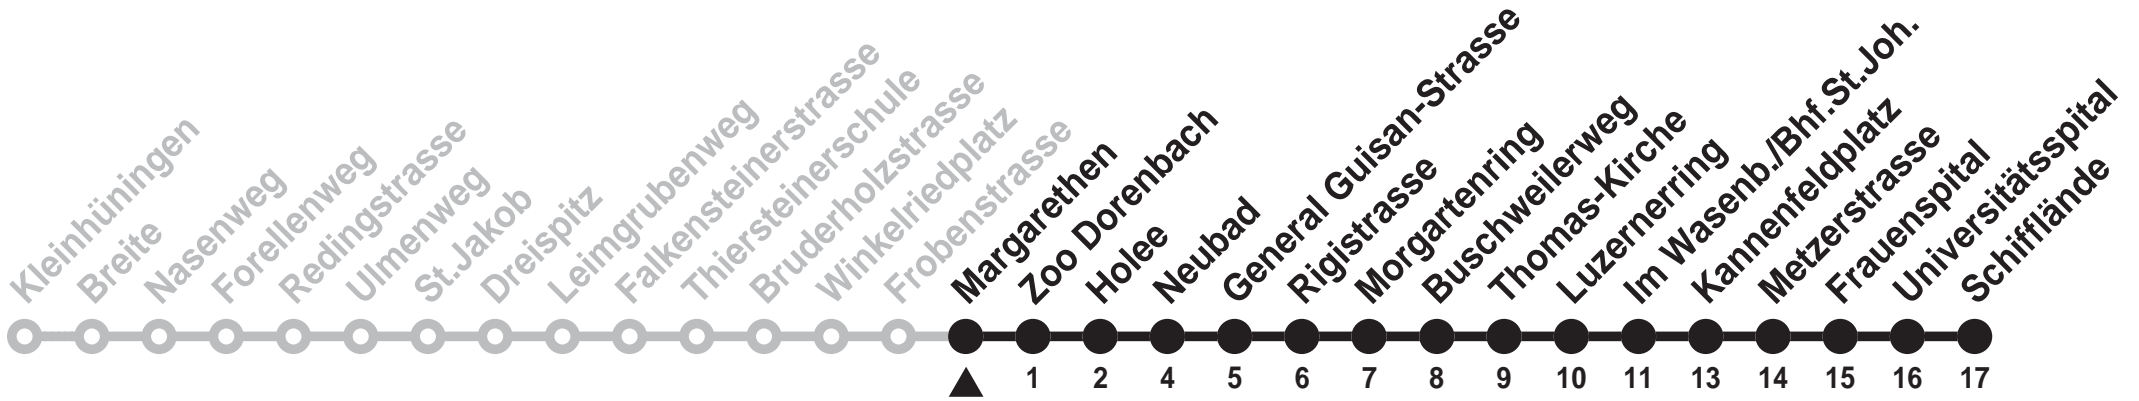 Kleinhüningen
Breite
Nasenweg
Forellenweg
Redingstrasse
Ulmenweg
St.Jakob
Dreispitz
Leimgrubenweg
Falkensteinerstrasse
Thiersteinerschule
Bruderholzstrasse
Winkelriedplatz
Frobenstrasse
Margarethen
Zoo Dorenbach
Holee
Neubad
General Guisan-Strasse
Rigistrasse
Morgartenring
Buschweilerweg
Thomas-Kirche
Luzernerring
Im Wasenb./Bhf.St.Joh.
Kannenfeldplatz
Metzerstrasse
Frauenspital
Universitätsspital
Schifflände
1 2 4 5 6 7 8 9 10 11 13 14 15 16 17